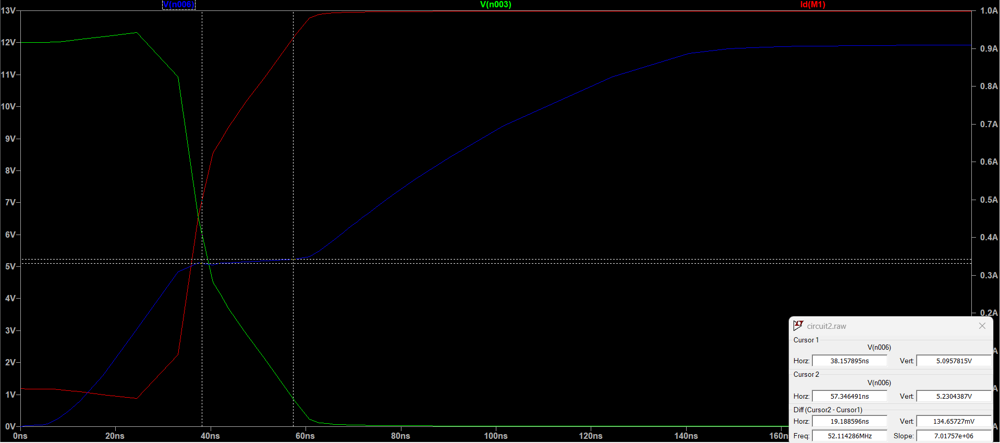 V(n006) V(n003) Id(M1)
13V 1.0A
12V
0.9A
11V
0.8A
10V
9V 0.7A
8V
0.6A
7V
0.5A
6V
0.4A
5V
0.3A
4V
0.2A
3V
2V
1V
0V
0ns 20ns 40ns 60ns 80ns 100ns 120ns 140ns 160n
circuit2.raw
Cursor 1
V(n006)
Horz: 38.157895ns Vert: 5.0957815V
Cursor 2
V(n006)
Horz: 57.346491ns Vert: 5.2304387V
Diff (Cursor2 - Cursor1)
Horz: 19.188596ns Vert: 134.65727mV
Freq: 52.114286MHz Slope: 7.01757e+06